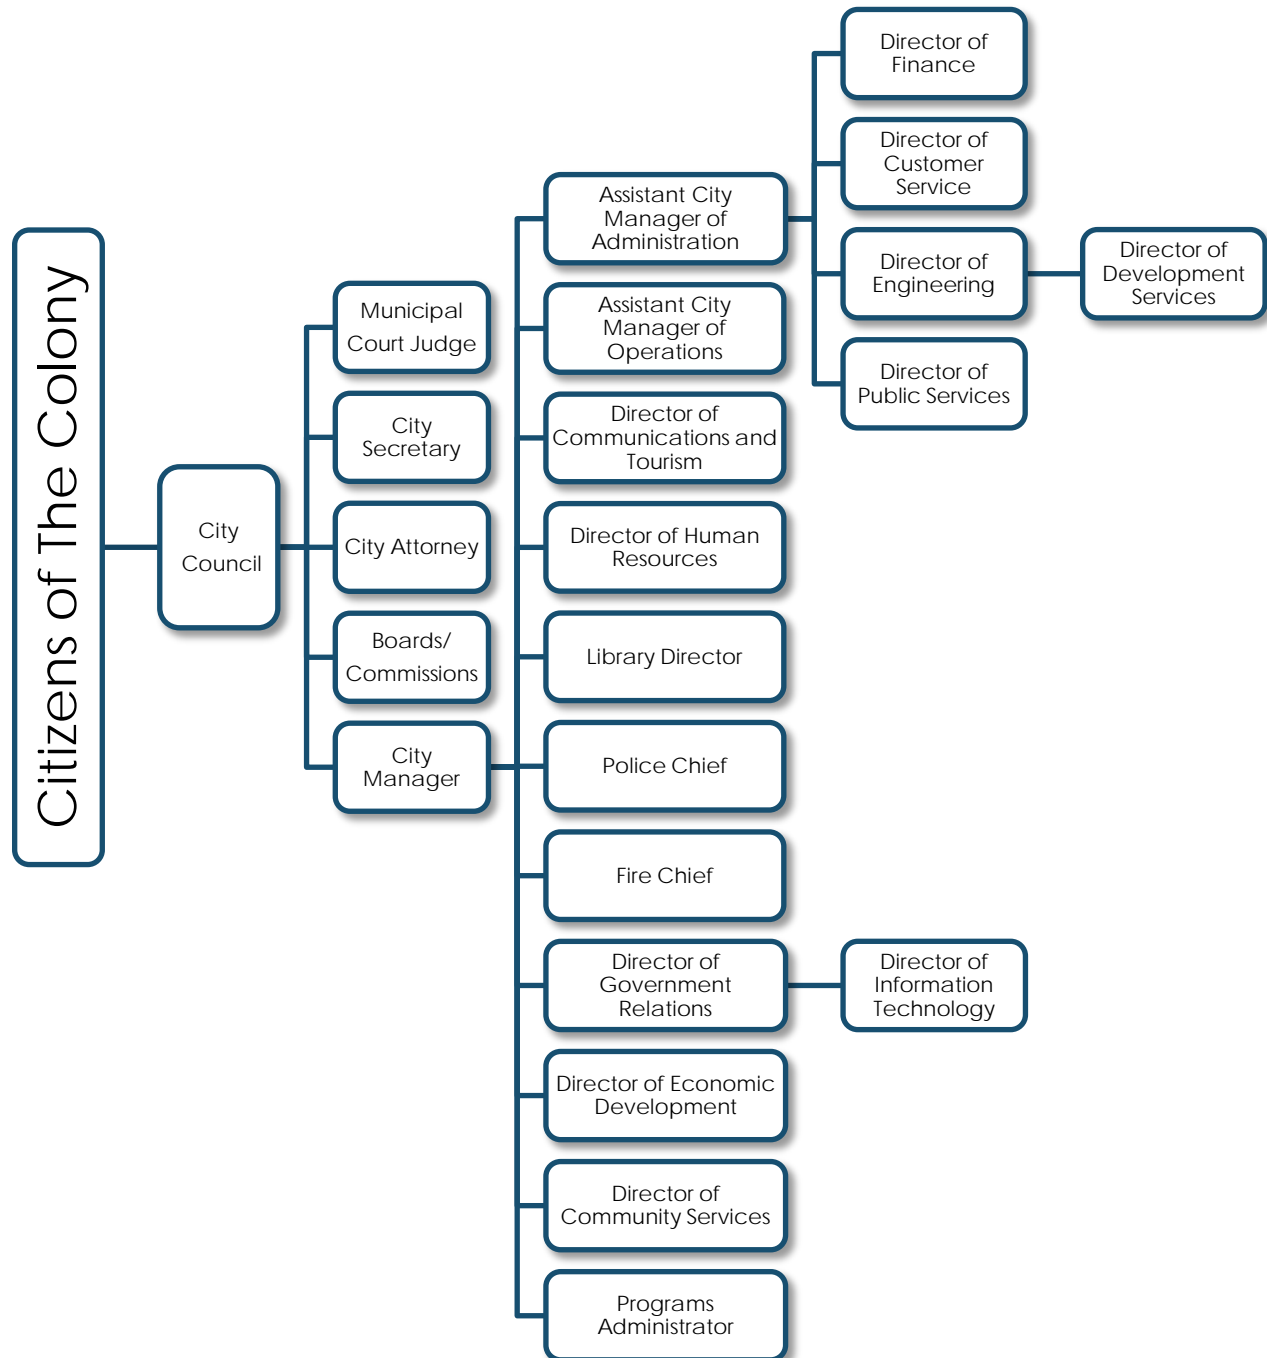 Citizens of The Colony
City
Council
Municipal
Court Judge
City
Secretary
City Attorney
Boards/
Commissions
City
Manager
Assistant City
Manager of
Administration
Assistant City
Manager of
Operations
Director of
Communications and
Tourism
Director of Human
Resources
Library Director
Police Chief
Fire Chief
Director of
Government
Relations
Director of Economic
Development
Director of
Community Services
Programs
Administrator
Director of
Finance
Director of
Customer
Service
Director of
Engineering
Director of
Public Services
Director of
Information
Technology
Director of
Development
Services